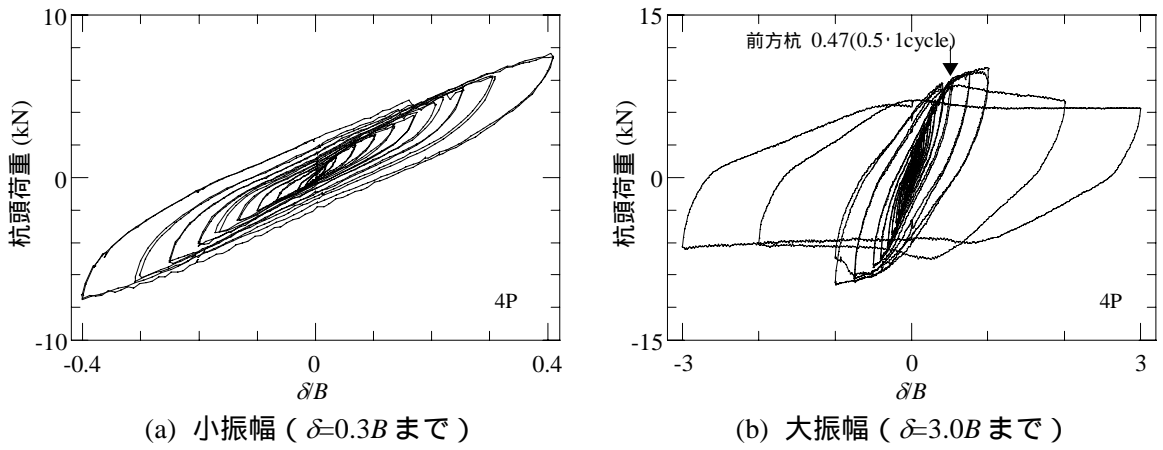 10
0
-10
-0.4
0
0.4
杭頭荷重 (kN)
δ/B
4P
(a) 小振幅（δ=0.3B まで）
15
0
-15
-3
0
3
杭頭荷重 (kN)
δ/B
前方杭 0.47(0.5･1cycle)
4P
(b) 大振幅（δ=3.0B まで）